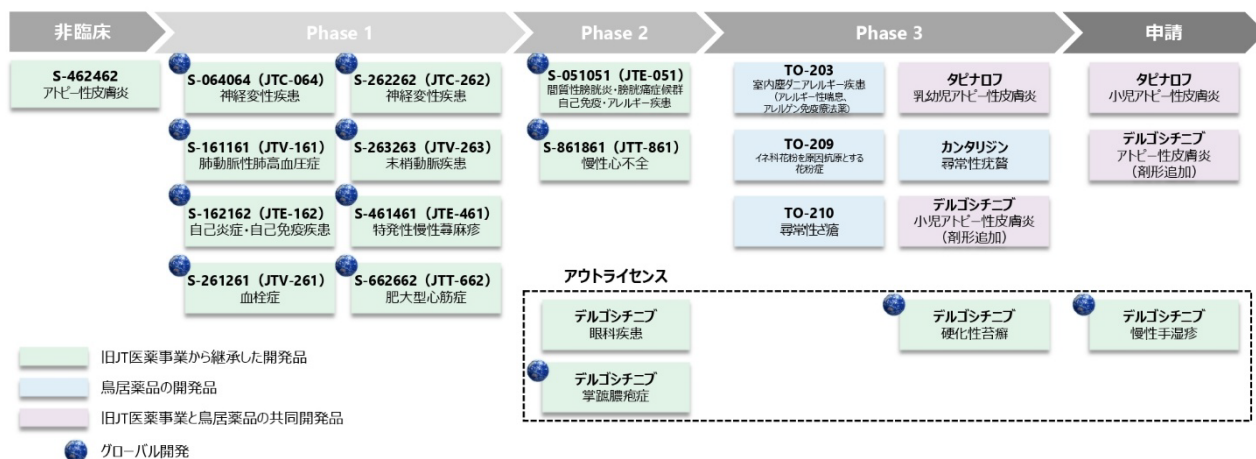 非臨床
Phase 1
Phase 2
Phase 3
申請
S-462462
アトピー性皮膚炎
S-064064（JTC-064）
神経変性疾患
S-161161（JTV-161）
肺動脈性肺高血圧症
S-162162（JTE-162）
自己炎症・自己免疫疾患
S-261261（JTV-261）
血栓症
S-262262（JTC-262）
神経変性疾患
S-263263（JTV-263）
末梢動脈疾患
S-461461（JTE-461）
特発性慢性蕁麻疹
S-662662（JTT-662）
肥大型心筋症
S-051051（JTE-051）
間質性膀胱炎・膀胱痛症候群
自己免疫・アレルギー疾患
S-861861（JTT-861）
慢性心不全
TO-203
室内塵ダニアレルギー疾患
（アレルギー性喘息、
アレルゲン免疫療法薬）
TO-209
イネ科花粉を原因抗原とする
花粉症
TO-210
尋常性ざ瘡
タピナロフ
乳幼児アトピー性皮膚炎
カンタリジン
尋常性疣贅
デルゴシチニブ
小児アトピー性皮膚炎
（剤形追加）
タピナロフ
小児アトピー性皮膚炎
デルゴシチニブ
アトピー性皮膚炎
（剤形追加）
アウトライセンス
デルゴシチニブ
眼科疾患
デルゴシチニブ
掌蹠膿疱症
デルゴシチニブ
硬化性苔癬
デルゴシチニブ
慢性手湿疹
旧JT医薬事業から継承した開発品
鳥居薬品の開発品
旧JT医薬事業と鳥居薬品の共同開発品
グローバル開発